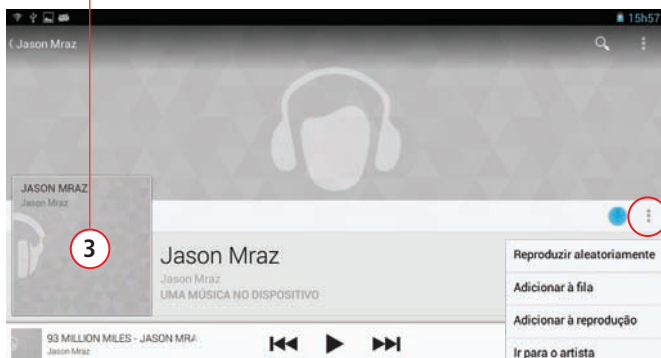 15h57
Jason Mraz
JASON MRAZ
Jason Mraz
3
Jason Mraz
Jason Mraz
UMA MÚSICA NO DISPOSITIVO
Reproduzir aleatoriamente
Adicionar à fila
Adicionar à reprodução
Ir para o artista
93 MILLION MILES - JASON MRA
Jason Mraz